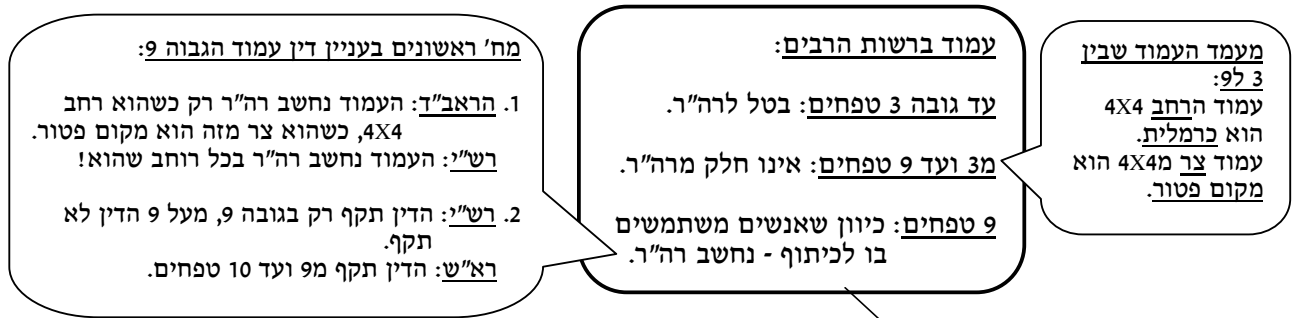 מעמד העמוד שבין
3 ל9:
עמוד הרחב 4X4
הוא כרמלית.
עמוד צר מ4X4 הוא
מקום פטור.
עמוד ברשות הרבים:
עד גובה 3 טפחים: בטל לרה"ר.
מ3 ועד 9 טפחים: אינו חלק מרה"ר.
9 טפחים: כיוון שאנשים משתמשים
בו לכיתוף - נחשב רה"ר.
מח' ראשונים בעניין דין עמוד הגבוה 9:
1. הראב"ד: העמוד נחשב רה"ר רק כשהוא רחב
4X4, כשהוא צר מזה הוא מקום פטור.
רש"י: העמוד נחשב רה"ר בכל רוחב שהוא!
2. רש"י: הדין תקף רק בגובה 9, מעל 9 הדין לא
תקף.
רא"ש: הדין תקף מ9 ועד 10 טפחים.